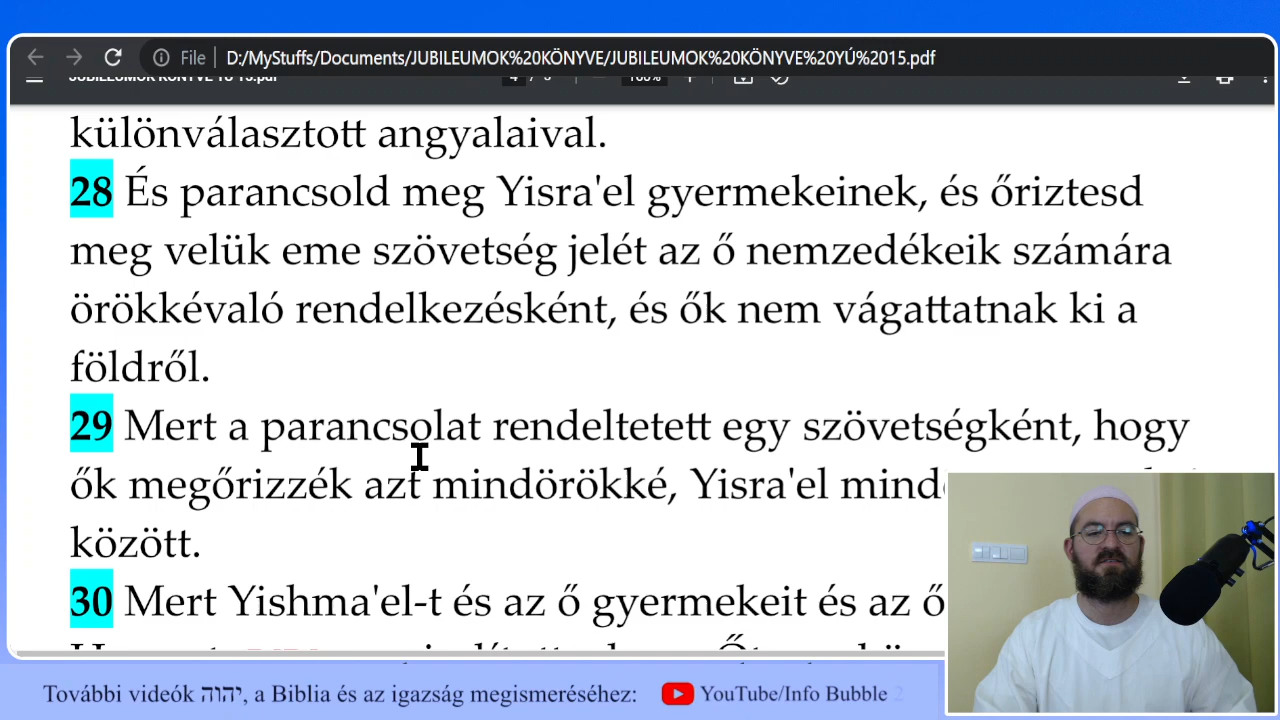 File
D:/MyStuffs/Documents/JUBILEUMOK%20KÖNYVE/JUBILEUMOK%20KÖNYVE%20YÚ%2015.pdf
különválasztott angyalaival.
28 És parancsold meg Yisra'el gyermekeinek, és őriztesd
meg velük eme szövetség jelét az ő nemzedékeik számára
örökkévaló rendelkezésként, és ők nem vágattatnak ki a
földről.
29 Mert a parancsolat rendeltetett egy szövetségként, hogy
ők megőrizzék azt mindörökké, Yisra'el
között.
30 Mert Yishma'el-t és az ő gyermekeit és az ő
További videók יהוה, a Biblia és az igazság megismeréséhez: YouTube/Info Bubble 2